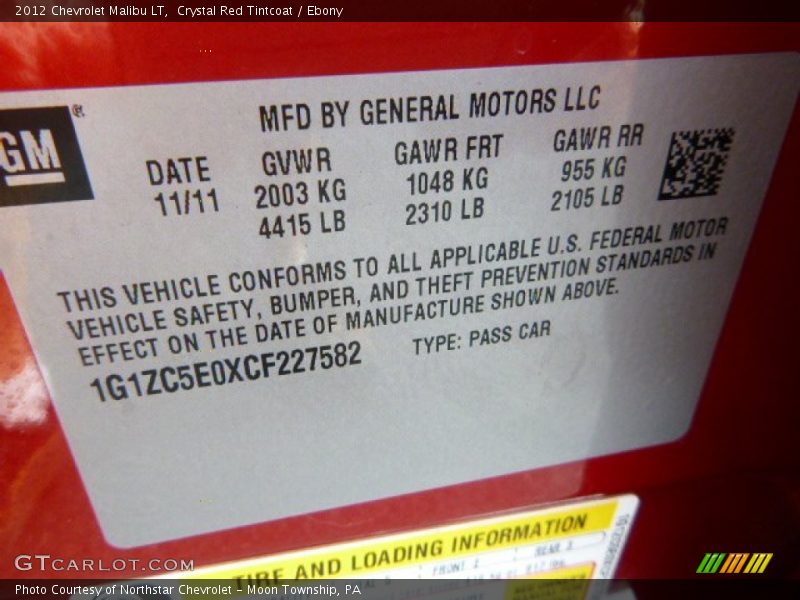 2012 Chevrolet Malibu LT, Crystal Red Tintcoat / Ebony
GM®
MFD BY GENERAL MOTORS LLC
DATE GVWR GAWR FRT GAWR RR
11/11 2003 KG 1048 KG 955 KG
4415 LB 2310 LB 2105 LB
THIS VEHICLE CONFORMS TO ALL APPLICABLE U.S. FEDERAL MOTOR
VEHICLE SAFETY, BUMPER, AND THEFT PREVENTION STANDARDS IN
EFFECT ON THE DATE OF MANUFACTURE SHOWN ABOVE.
1G1ZC5E0XCF227582 TYPE: PASS CAR
TIRE AND LOADING INFORMATION
FRONT 2 REAR 3
GTCARLOT.COM
Photo Courtesy of Northstar Chevrolet – Moon Township, PA